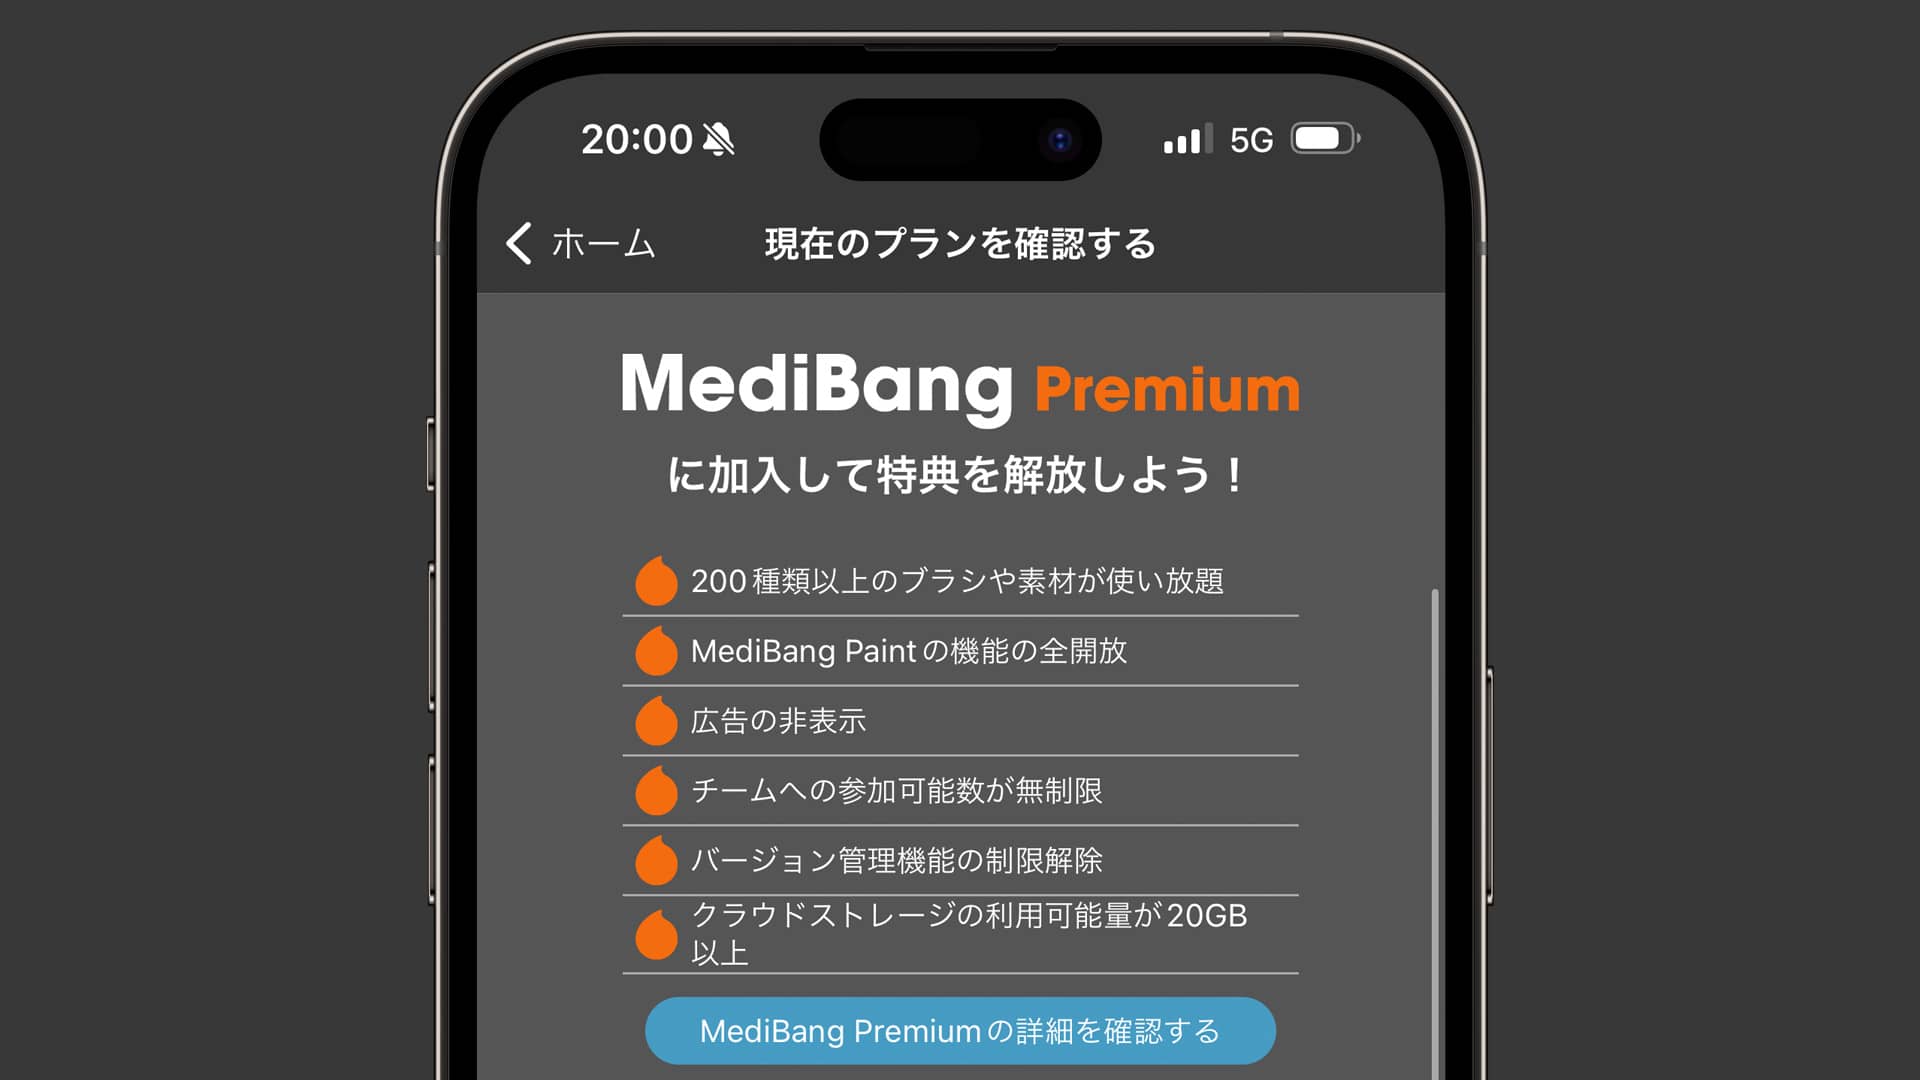 20:00
5G
ホーム
現在のプランを確認する
MediBang Premium
に加入して特典を解放しよう！
200種類以上のブラシや素材が使い放題
MediBang Paintの機能の全開放
広告の非表示
チームへの参加可能数が無制限
バージョン管理機能の制限解除
クラウドストレージの利用可能量が20GB
以上
MediBang Premiumの詳細を確認する